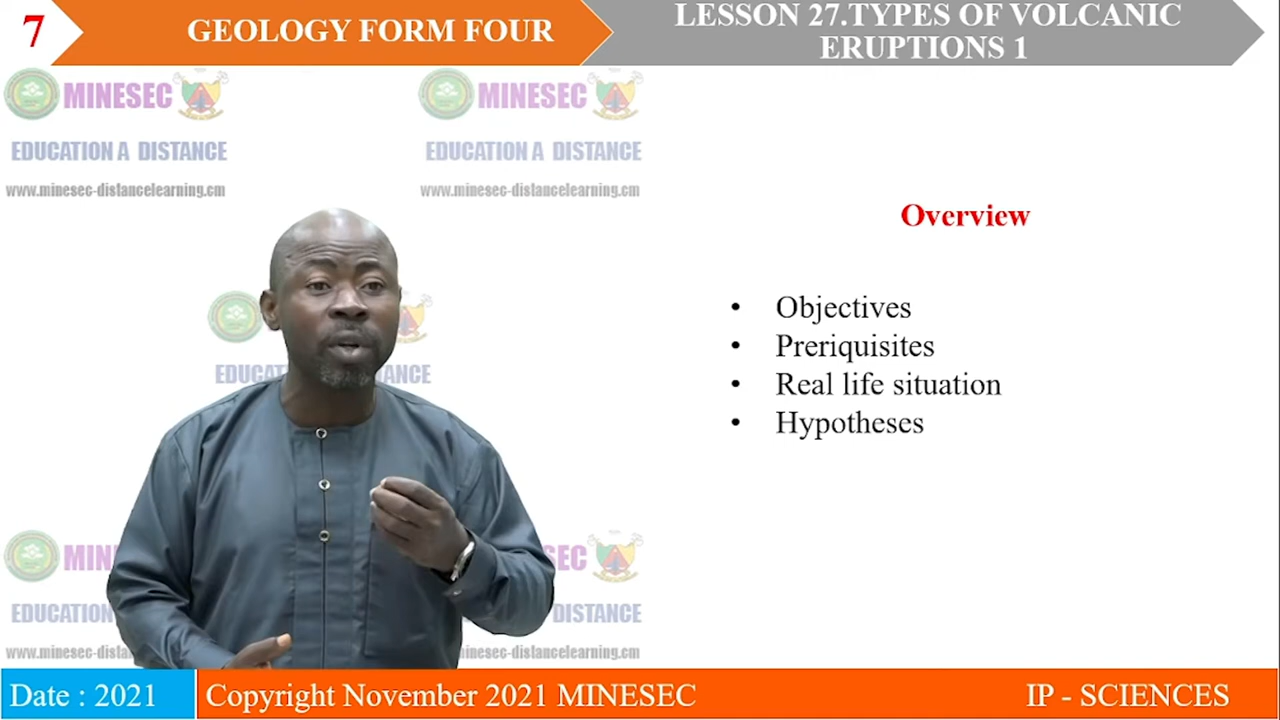 7
GEOLOGY FORM FOUR
LESSON 27.TYPES OF VOLCANIC
ERUPTIONS 1
MINESEC
MINESEC
EDUCATION A DISTANCE
EDUCATION A DISTANCE
www.minesec-distancelearning.cm
www.minesec-distancelearning.cm
Overview
• Objectives
• Preriquisites
• Real life situation
• Hypotheses
Date : 2021
Copyright November 2021 MINESEC
IP - SCIENCES